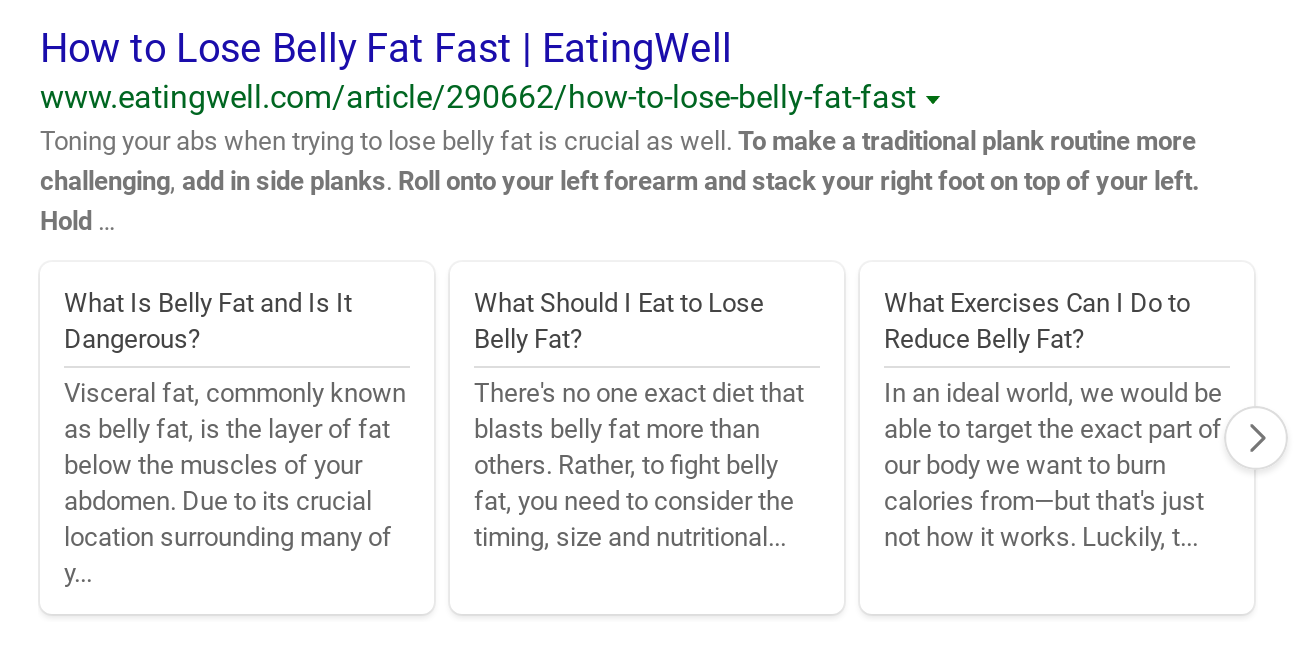 How to Lose Belly Fat Fast | EatingWell
www.eatingwell.com/article/290662/how-to-lose-belly-fat-fast
Toning your abs when trying to lose belly fat is crucial as well. To make a traditional plank routine more
challenging, add in side planks. Roll onto your left forearm and stack your right foot on top of your left.
Hold ...
What Is Belly Fat and Is It
Dangerous?
Visceral fat, commonly known
as belly fat, is the layer of fat
below the muscles of your
abdomen. Due to its crucial
location surrounding many of
y...
What Should I Eat to Lose
Belly Fat?
There's no one exact diet that
blasts belly fat more than
others. Rather, to fight belly
fat, you need to consider the
timing, size and nutritional...
What Exercises Can I Do to
Reduce Belly Fat?
In an ideal world, we would be
able to target the exact part of
our body we want to burn
calories from—but that's just
not how it works. Luckily, t...